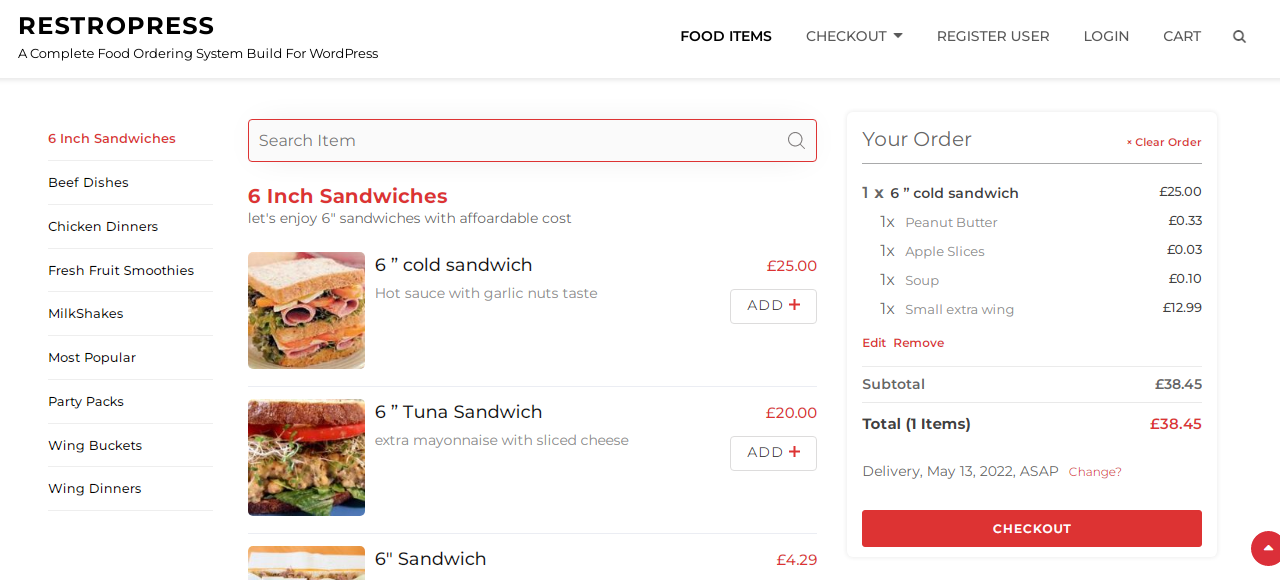 RESTROPRESS
A Complete Food Ordering System Build For WordPress
FOOD ITEMS
CHECKOUT
REGISTER USER
LOGIN
CART
6 Inch Sandwiches
Beef Dishes
Chicken Dinners
Fresh Fruit Smoothies
MilkShakes
Most Popular
Party Packs
Wing Buckets
Wing Dinners
Search Item
6 Inch Sandwiches
let's enjoy 6" sandwiches with affoardable cost
6 ” cold sandwich £25.00
Hot sauce with garlic nuts taste
ADD +
6 ” Tuna Sandwich £20.00
extra mayonnaise with sliced cheese
ADD +
6" Sandwich £4.29
Your Order × Clear Order
1 x 6 ” cold sandwich £25.00
1x Peanut Butter £0.33
1x Apple Slices £0.03
1x Soup £0.10
1x Small extra wing £12.99
Edit Remove
Subtotal £38.45
Total (1 Items) £38.45
Delivery, May 13, 2022, ASAP Change?
CHECKOUT